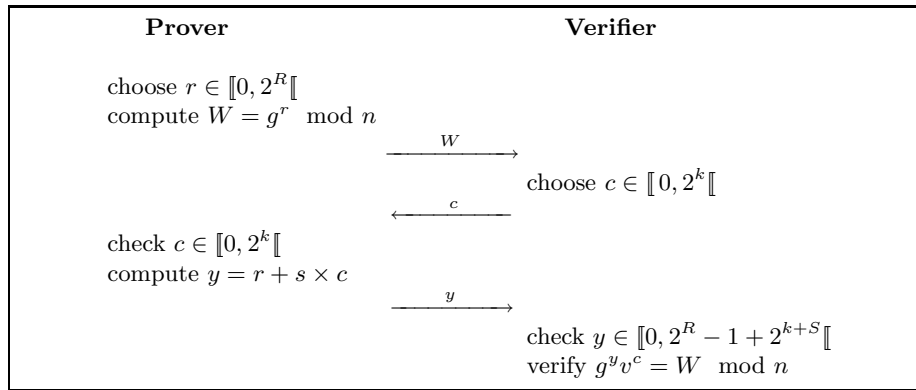 Prover Verifier
choose r ∈ ⟦0, 2^R⟦
compute W = g^r mod n
W
choose c ∈ ⟦ 0, 2^k⟦
c
check c ∈ ⟦0, 2^k⟦
compute y = r + s × c
y
check y ∈ ⟦0, 2^R − 1 + 2^{k+S}⟦
verify g^y v^c = W mod n